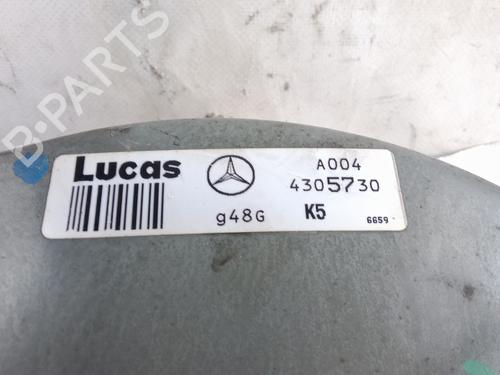 B-PARTS
Lucas
A004
4305730
g48G
K5
6659